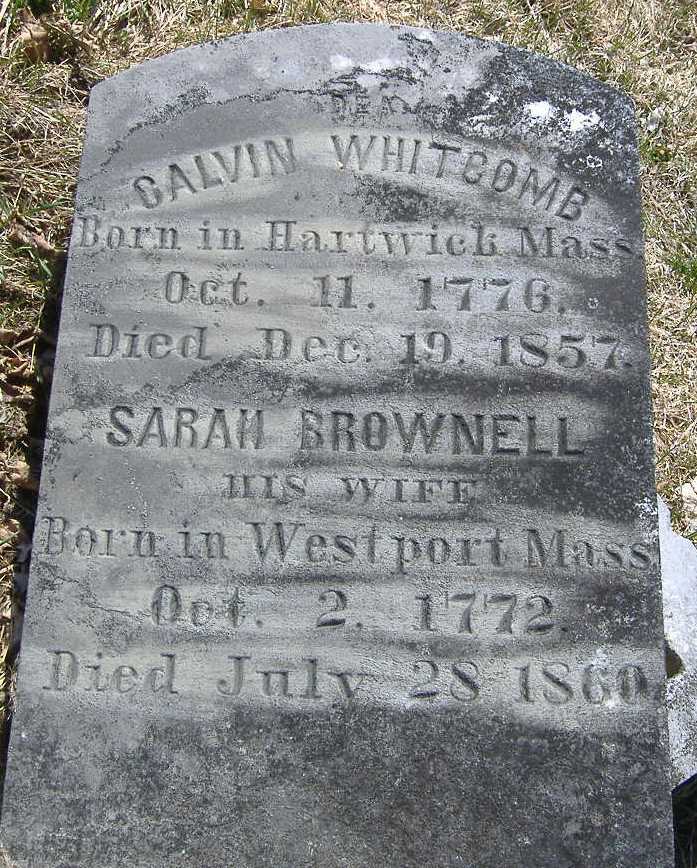 DEA
CALVIN WHITCOMB
Born in Hartwick Mass.
Oct. 11. 1776.
Died Dec. 19. 1857.
SARAH BROWNELL
HIS WIFE
Born in Westport Mass
Oct. 2. 1772.
Died July 28 1860.